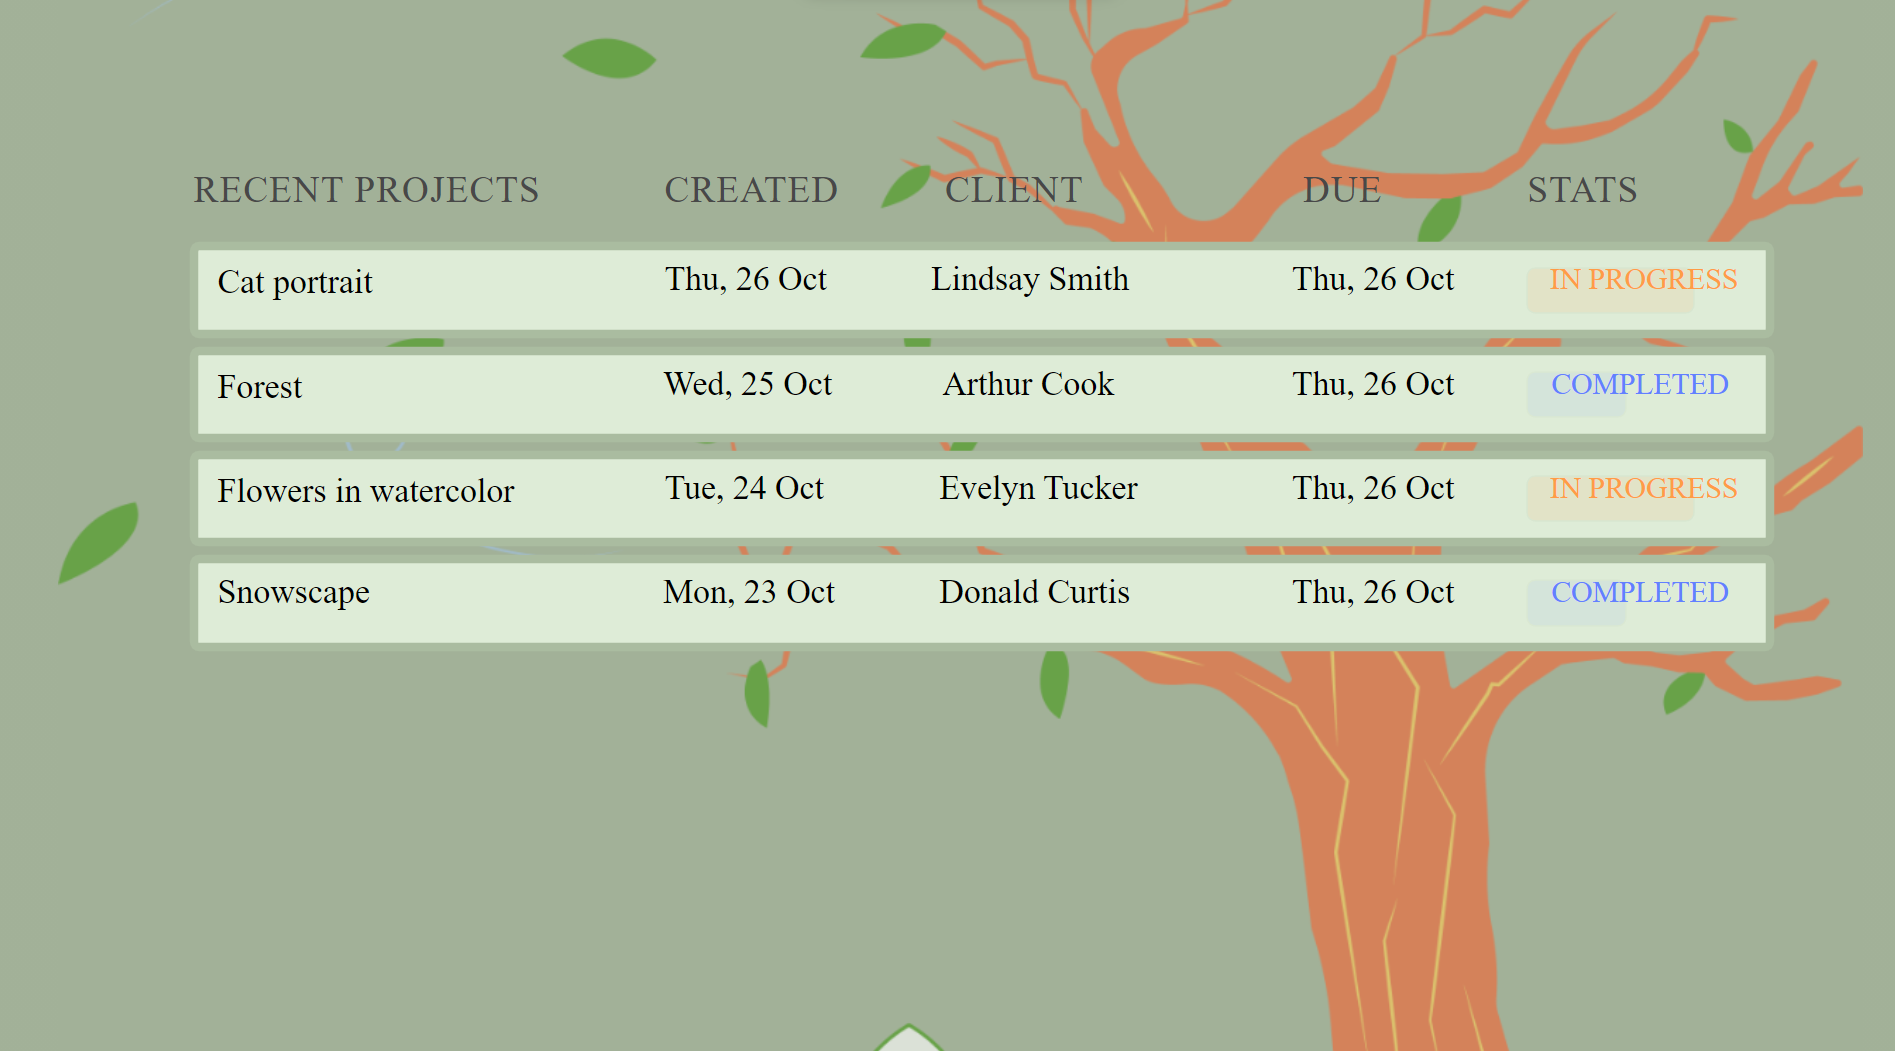 RECENT PROJECTS CREATED CLIENT DUE STATS
Cat portrait Thu, 26 Oct Lindsay Smith Thu, 26 Oct IN PROGRESS
Forest Wed, 25 Oct Arthur Cook Thu, 26 Oct COMPLETED
Flowers in watercolor Tue, 24 Oct Evelyn Tucker Thu, 26 Oct IN PROGRESS
Snowscape Mon, 23 Oct Donald Curtis Thu, 26 Oct COMPLETED